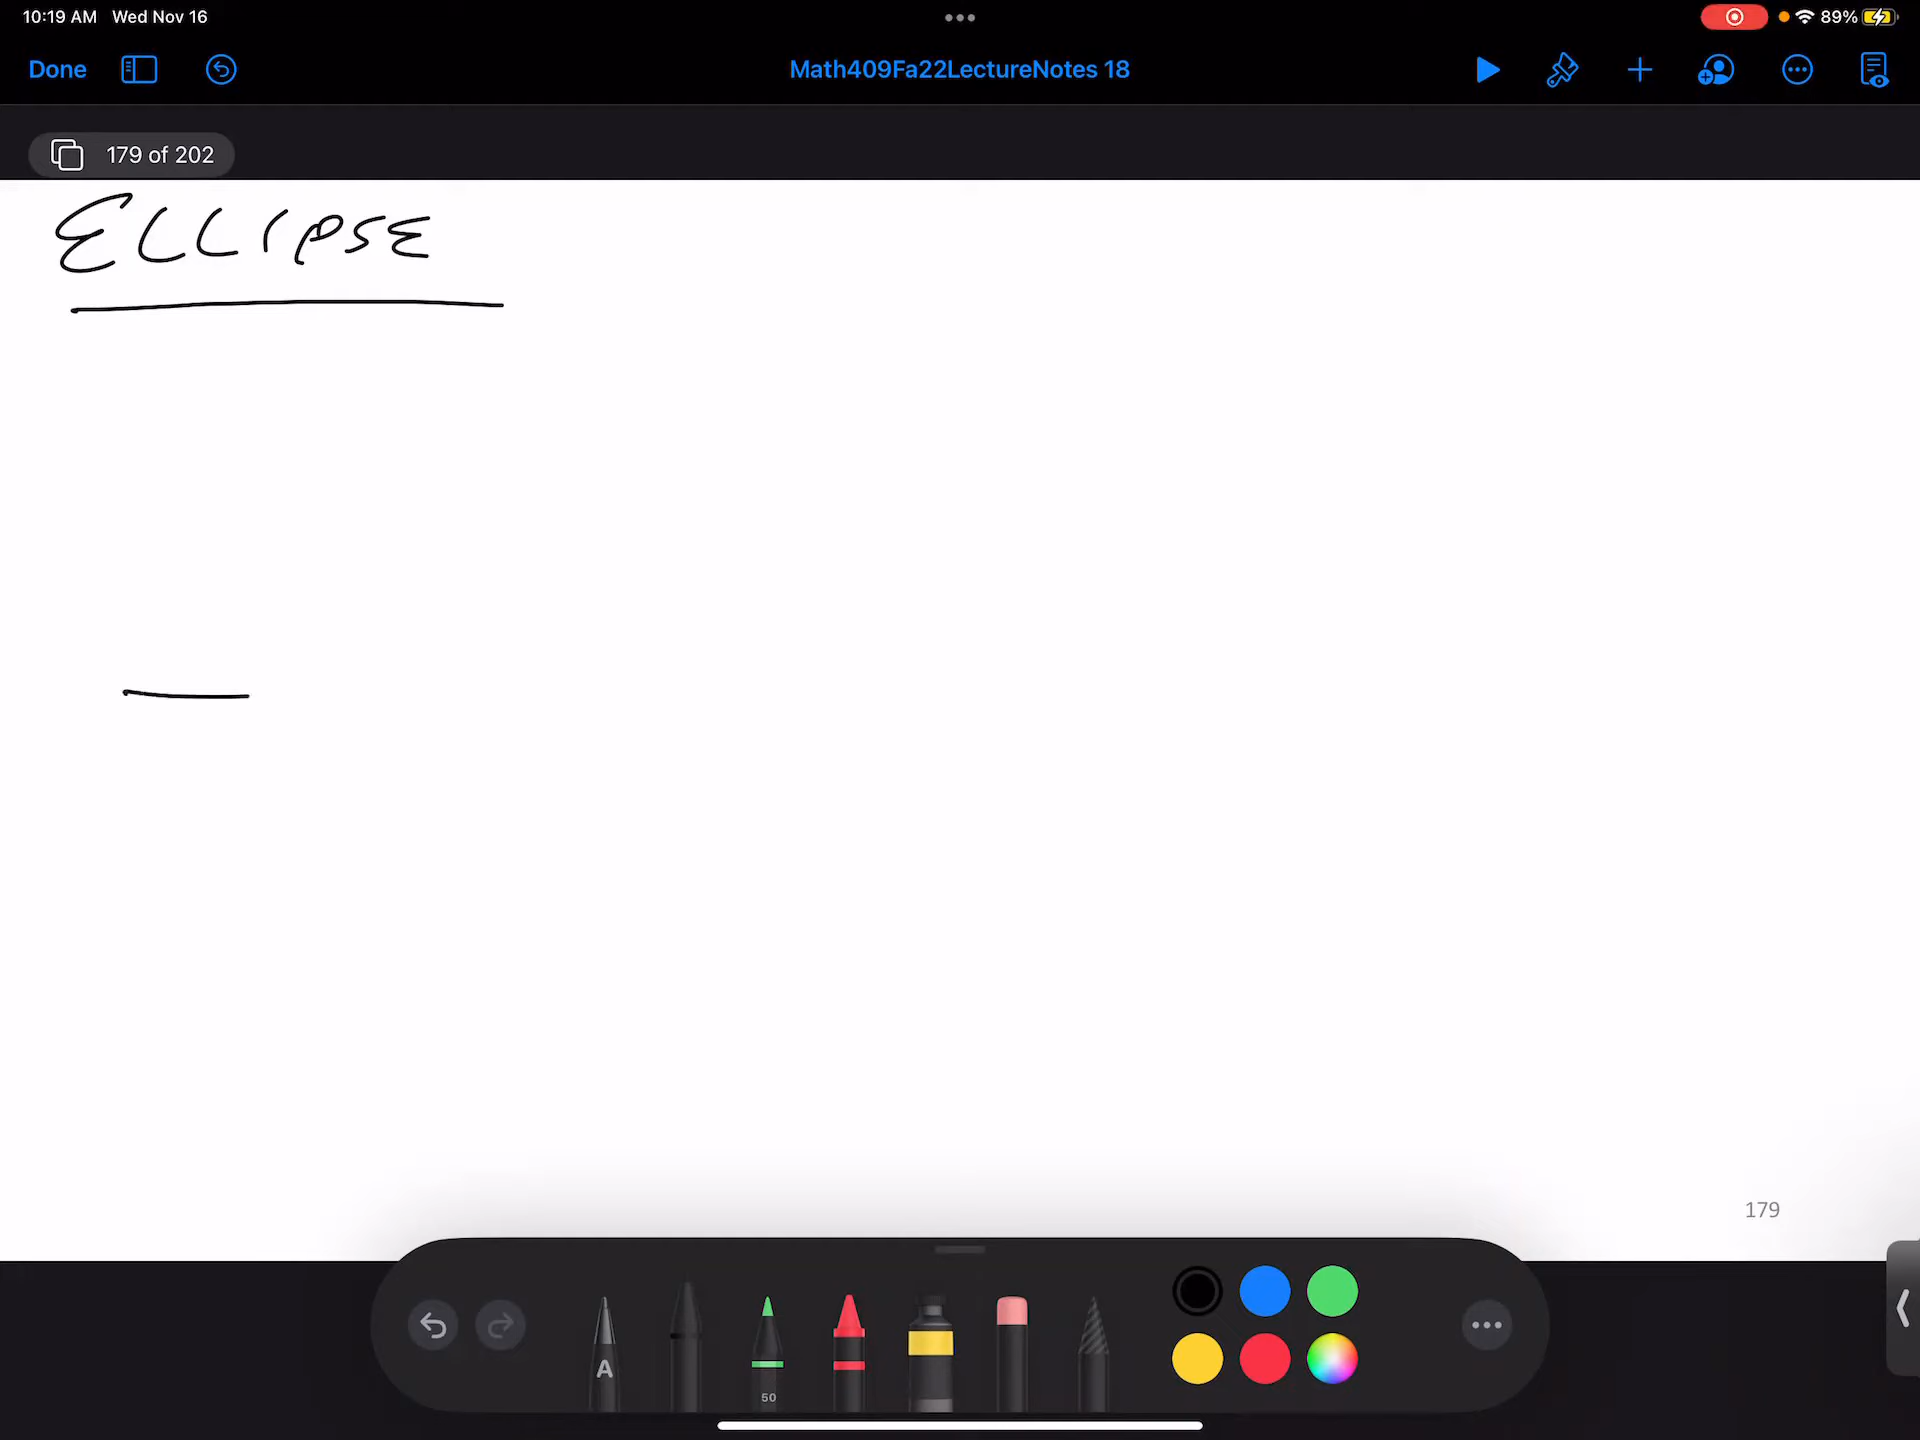 10:19 AM Wed Nov 16
89%
Done
Math409Fa22LectureNotes 18
179 of 202
ELLIPSE
179
A
50